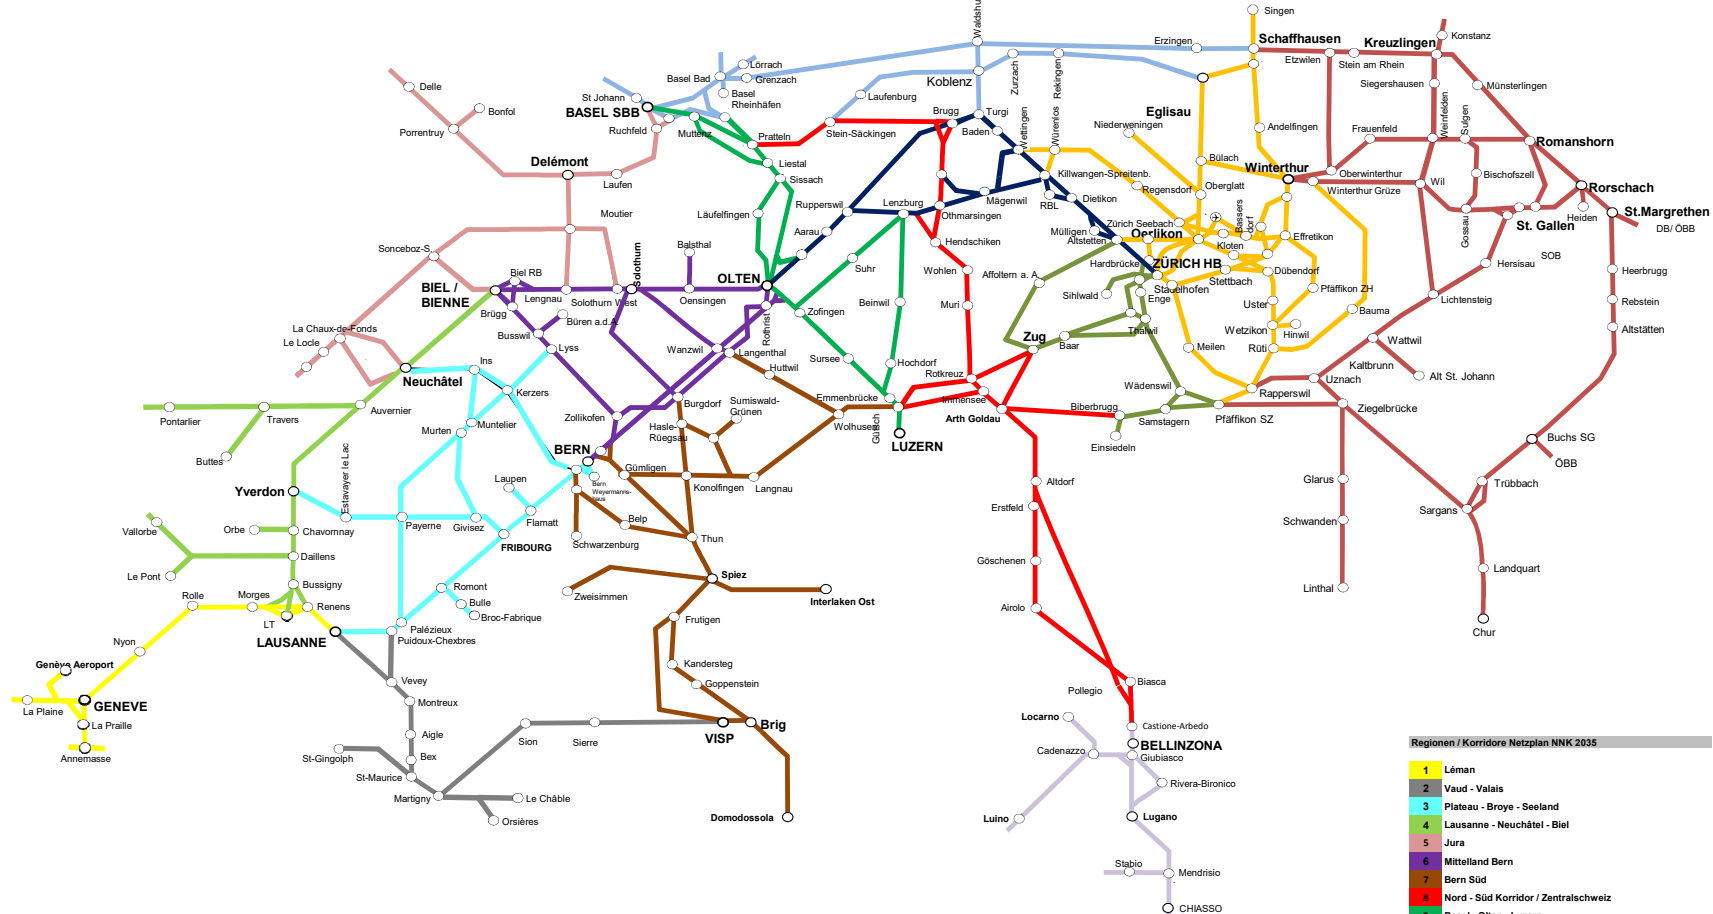 Singen
Waldshu
Konstanz
Erzingen
Schaffhausen
Kreuzlingen
Etzwilen
Stein am Rhein
Lörrach
Basel Bad
Grenzach
Basel
Rheinhäfen
Koblenz
Zurzach
Rekingen
Siegershausen
Münsterlingen
Delle
St Johann
BASEL SBB
Laufenburg
Bonfol
Porrentruy
Ruchfeld
Muttenz
Pratteln
Stein-Säckingen
Brugg
Turgi
Baden
Wettingen
Würenlos
Eglisau
Niederweningen
Andelfingen
Frauenfeld
Weinfelden
Sulgen
Romanshorn
Delémont
Laufen
Liestal
Sissach
Bülach
Winterthur
Oberwinterthur
Winterthur Grüze
Wil
Bischofszell
Rorschach
Killwangen-Spreitenb.
Regensdorf
Oberglatt
Mägenwil
RBL
Dietikon
Läufelfingen
Rupperswil
Lenzburg
Othmarsingen
Moutier
Aarau
Mülligen
Altstetten
Zürich Seebach
Oerlikon
Bassers
dorf
Kloten
Effretikon
Gossau
St. Gallen
Heiden
St.Margrethen
DB/ ÖBB
SOB
Sonceboz-S.
Solothurn
Balsthal
Hendschiken
Suhr
Wohlen
Hardbrücke
ZÜRICH HB
Stettbach
Dübendorf
Hersisau
Heerbrugg
Biel RB
BIEL /
BIENNE
Lengnau
Solothurn West
Oensingen
OLTEN
Affoltern a. A.
Sihlwald
Enge
Stadelhofen
Pfäffikon ZH
Lichtensteig
Rebstein
Brügg
Büren a.d.A.
Busswil
Rothrist
Zofingen
Beinwil
Muri
Uster
Bauma
Altstätten
La Chaux-de-Fonds
Le Locle
Lyss
Wanzwil
Langenthal
Thalwil
Zug
Baar
Wetzikon
Hinwil
Rüti
Meilen
Wattwil
Ins
Huttwil
Sursee
Hochdorf
Rotkreuz
Kaltbrunn
Alt St. Johann
Neuchâtel
Kerzers
Burgdorf
Sumiswald-
Grünen
Emmenbrücke
Immensee
Arth Goldau
Wädenswil
Rapperswil
Uznach
Auvernier
Pontarlier
Travers
Murten
Muntelier
Zollikofen
Hasle-
Rüegsau
Wolhusen
Gütsch
LUZERN
Biberbrugg
Samstagern
Pfäffikon SZ
Ziegelbrücke
Einsiedeln
Buttes
BERN
Gümligen
Buchs SG
ÖBB
Yverdon
Estavayer le Lac
Laupen
Bern
Weyermanns-
haus
Konolfingen
Langnau
Altdorf
Glarus
Trübbach
Sargans
Vallorbe
Orbe
Chavornnay
Payerne
Givisez
Flamatt
Belp
Erstfeld
Schwanden
FRIBOURG
Schwarzenburg
Thun
Daillens
Le Pont
Göschenen
Landquart
Bussigny
Romont
Spiez
Linthal
Rolle
Morges
Renens
Bulle
Broc-Fabrique
Zweisimmen
Interlaken Ost
Airolo
LT
Palézieux
Puidoux-Chexbres
LAUSANNE
Frutigen
Chur
Nyon
Genève Aeroport
Kandersteg
Goppenstein
Vevey
Biasca
Pollegio
La Plaine
GENEVE
Montreux
La Praille
Locarno
Castione-Arbedo
Aigle
Sion
Sierre
VISP
Brig
BELLINZONA
Annemasse
St-Gingolph
Bex
Cadenazzo
Giubiasco
St-Maurice
Rivera-Bironico
Martigny
Le Châble
Orsières
Domodossola
Luino
Lugano
Stabio
Mendrisio
CHIASSO
Regionen / Korridore Netzplan NNK 2035
1 Léman
2 Vaud - Valais
3 Plateau - Broye - Seeland
4 Lausanne - Neuchâtel - Biel
5 Jura
6 Mittelland Bern
7 Bern Süd
8 Nord - Süd Korridor / Zentralschweiz